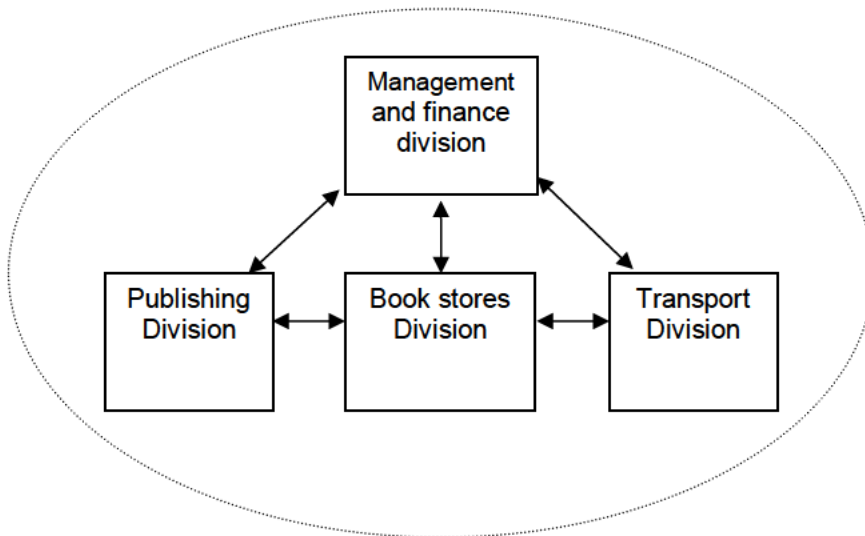 Management
and finance
division
Publishing
Division
Book stores
Division
Transport
Division